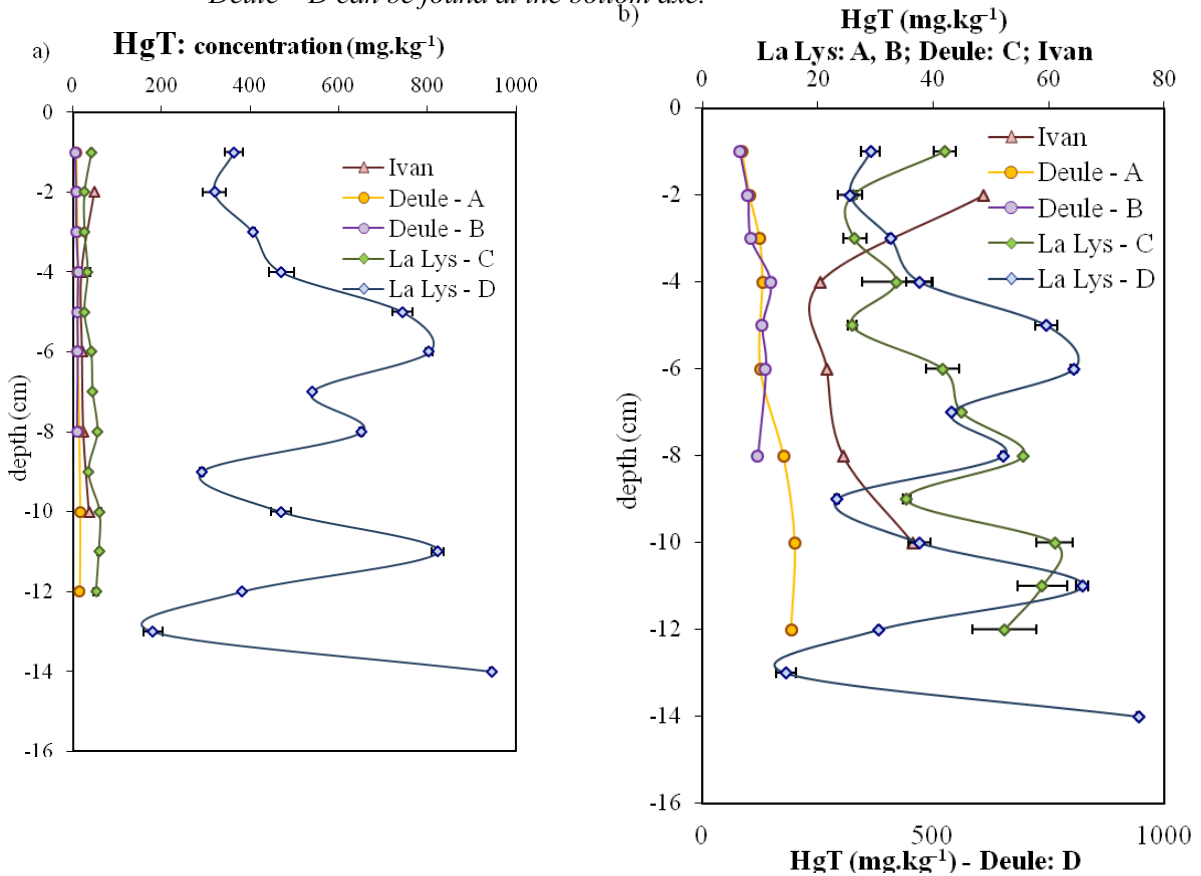 Deule – D can be found at the bottom axe.
a)
HgT: concentration (mg.kg-1)
0 200 400 600 800 1000
0
-2
-4
-6
-8
-10
-12
-14
-16
depth (cm)
Ivan
Deule - A
Deule - B
La Lys - C
La Lys - D
b)
HgT (mg.kg-1)
La Lys: A, B; Deule: C; Ivan
0 20 40 60 80
0
-2
-4
-6
-8
-10
-12
-14
-16
depth (cm)
Ivan
Deule - A
Deule - B
La Lys - C
La Lys - D
0 500 1000
HgT (mg.kg-1) - Deule: D